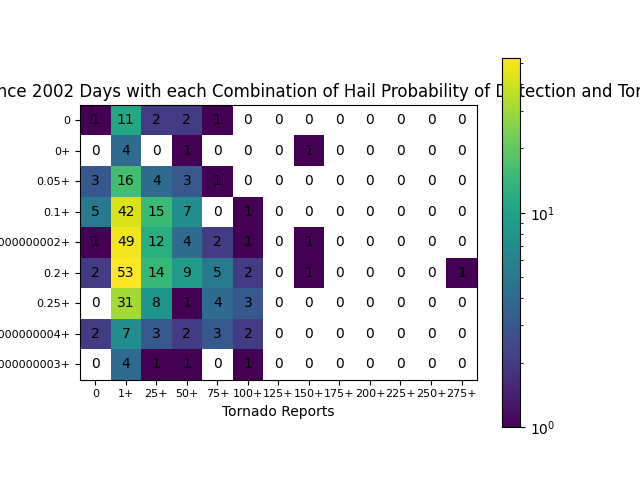 nce 2002 Days with each Combination of Hail Probability of Detection and Tor
0 1 11 2 2 1 0 0 0 0 0 0 0 0
0+ 0 4 0 1 0 0 0 1 0 0 0 0 0
0.05+ 3 16 4 3 1 0 0 0 0 0 0 0 0
0.1+ 5 42 15 7 0 1 0 0 0 0 0 0 0
000000002+ 1 49 12 4 2 1 0 1 0 0 0 0 0
0.2+ 2 53 14 9 5 2 0 1 0 0 0 0 1
0.25+ 0 31 8 1 4 3 0 0 0 0 0 0 0
000000004+ 2 7 3 2 3 2 0 0 0 0 0 0 0
000000003+ 0 4 1 1 0 1 0 0 0 0 0 0 0
0 1+ 25+ 50+ 75+ 100+ 125+ 150+ 175+ 200+ 225+ 250+ 275+
Tornado Reports
10¹
10⁰